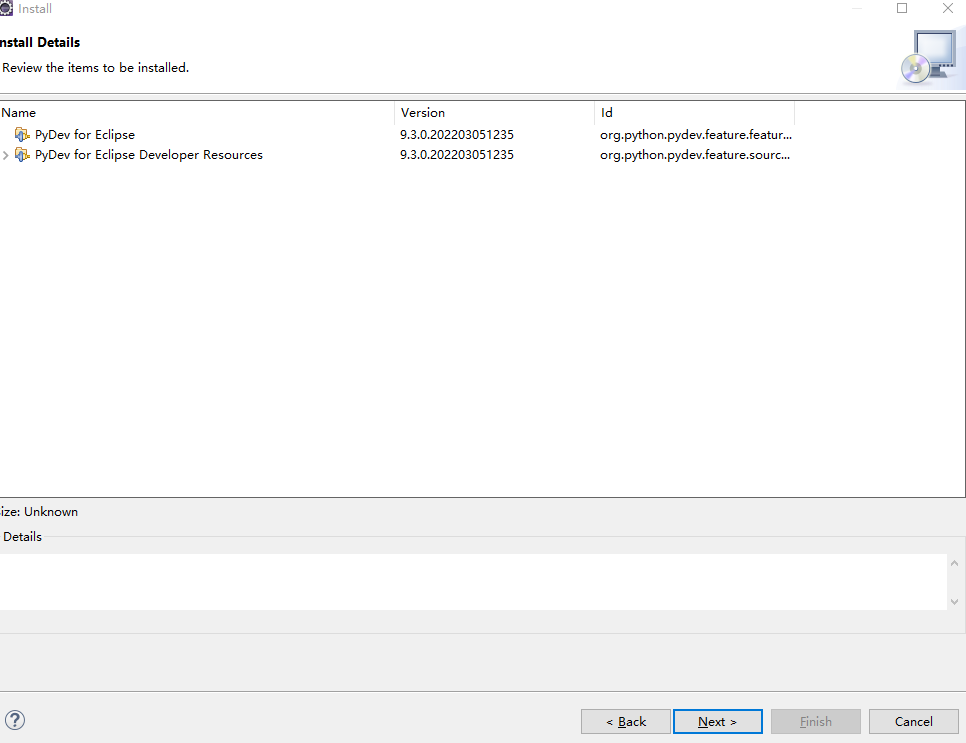 Install
nstall Details
Review the items to be installed.
Name Version Id
PyDev for Eclipse 9.3.0.202203051235 org.python.pydev.feature.featur...
PyDev for Eclipse Developer Resources 9.3.0.202203051235 org.python.pydev.feature.sourc...
ize: Unknown
Details
?
< Back Next > Finish Cancel